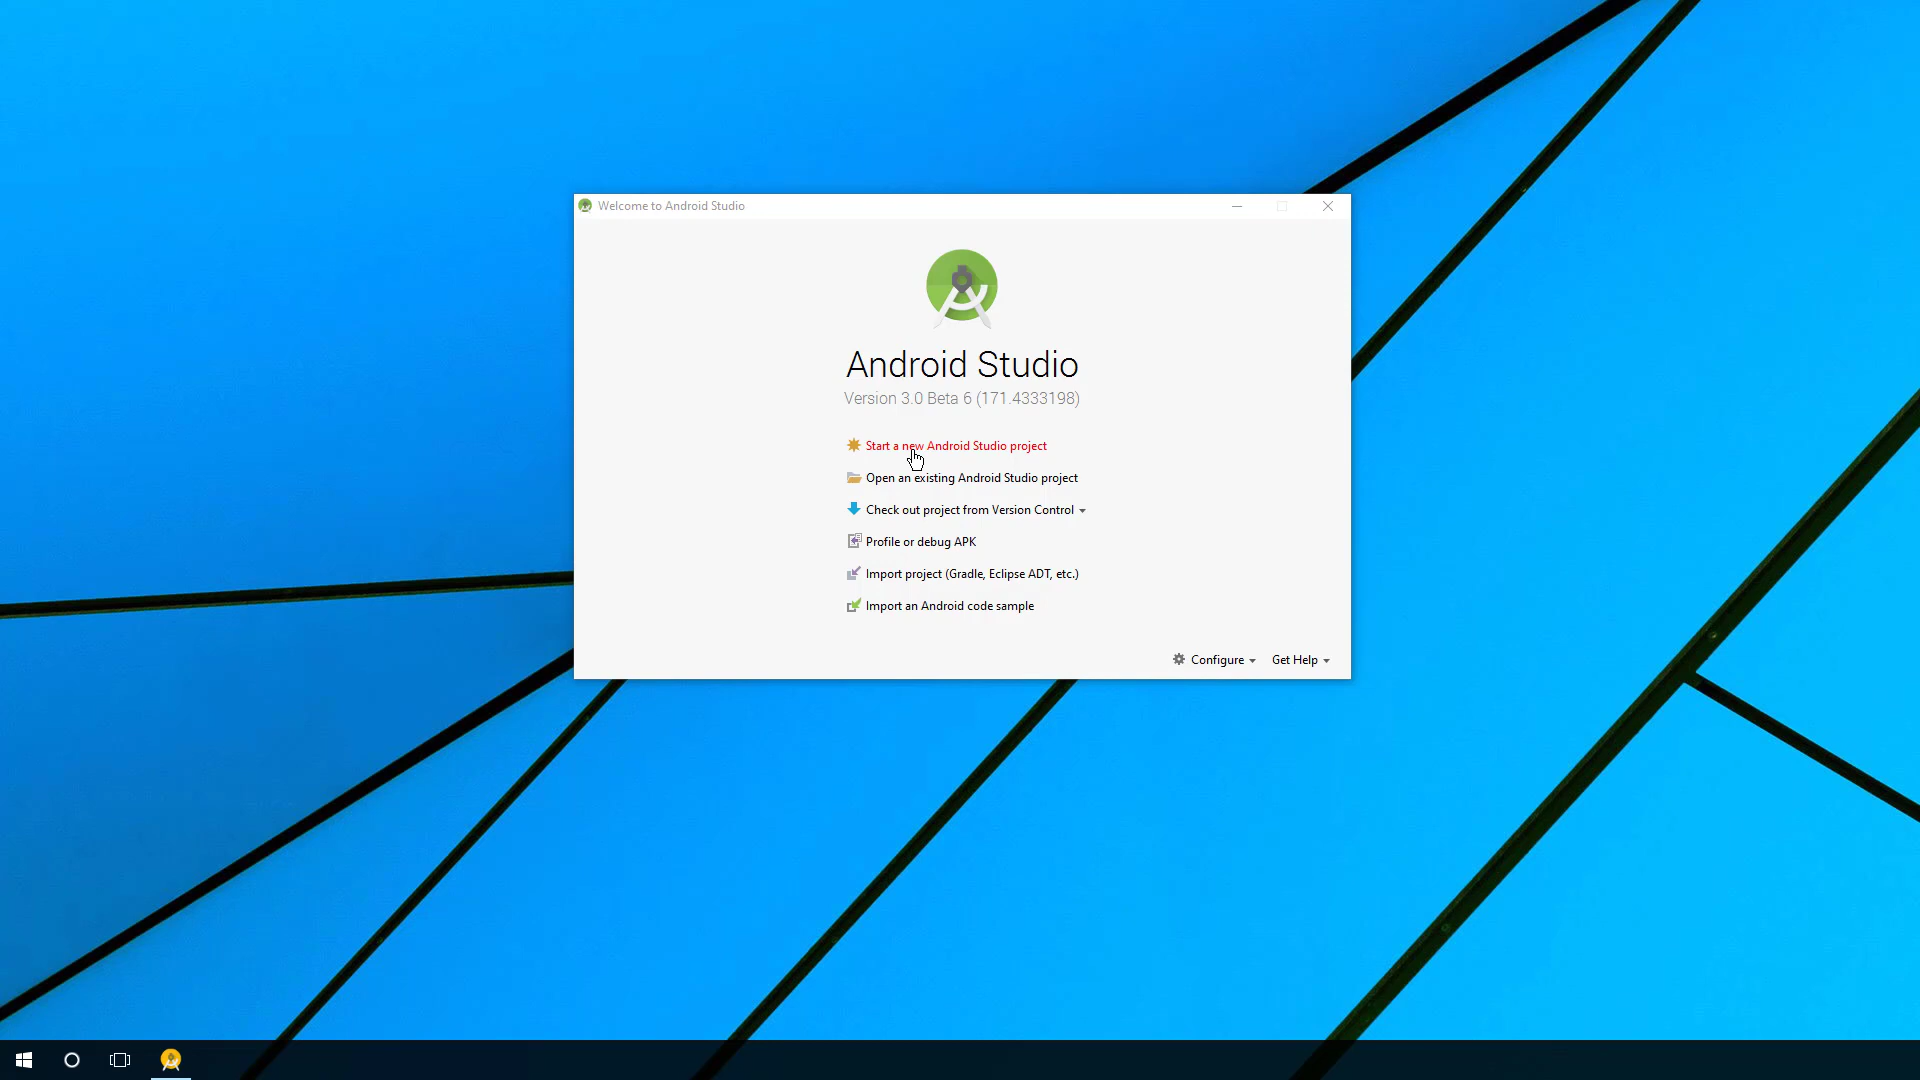 Welcome to Android Studio
Android Studio
Version 3.0 Beta 6 (171.4333198)
Start a new Android Studio project
Open an existing Android Studio project
Check out project from Version Control
Profile or debug APK
Import project (Gradle, Eclipse ADT, etc.)
Import an Android code sample
Configure Get Help